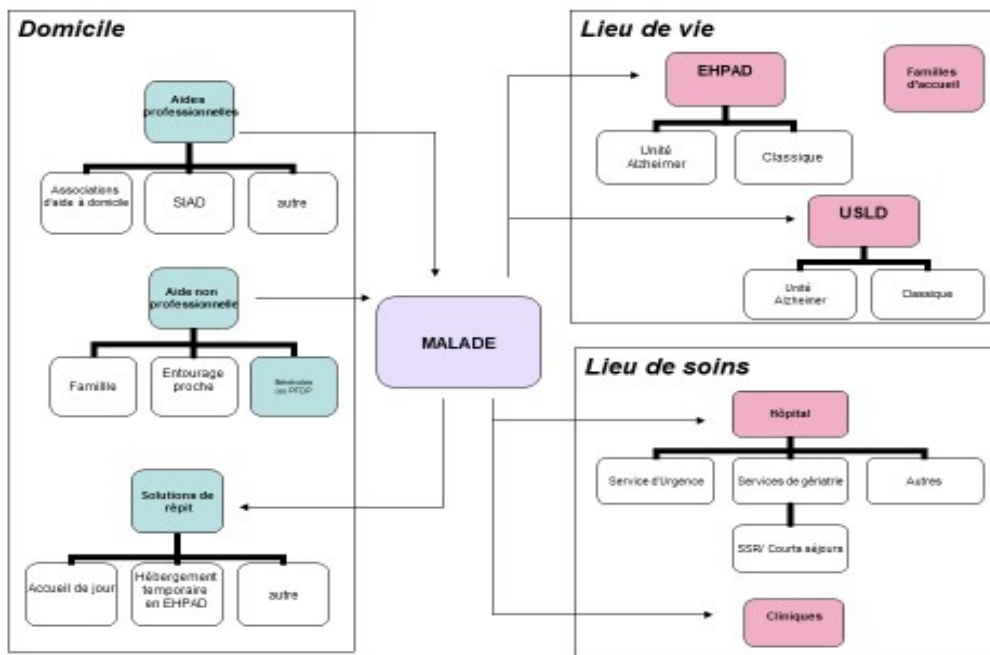 Domicile
Aides
professionnelles
Associations
d'aide à domicile
SIAD
autre
Aide non
professionnelle
Famillle
Entourage
proche
Bénévoles
Solutions de
répit
Accueil de jour
Hébergement
temporaire
en EHPAD
autre
MALADE
Lieu de vie
EHPAD
Familles
d'accueil
Unité
Alzheimer
Classique
USLD
Unité
Alzheimer
Classique
Lieu de soins
Hôpital
Service d'Urgence
Services de gériatrie
Autres
SSR/ Courts séjours
Cliniques